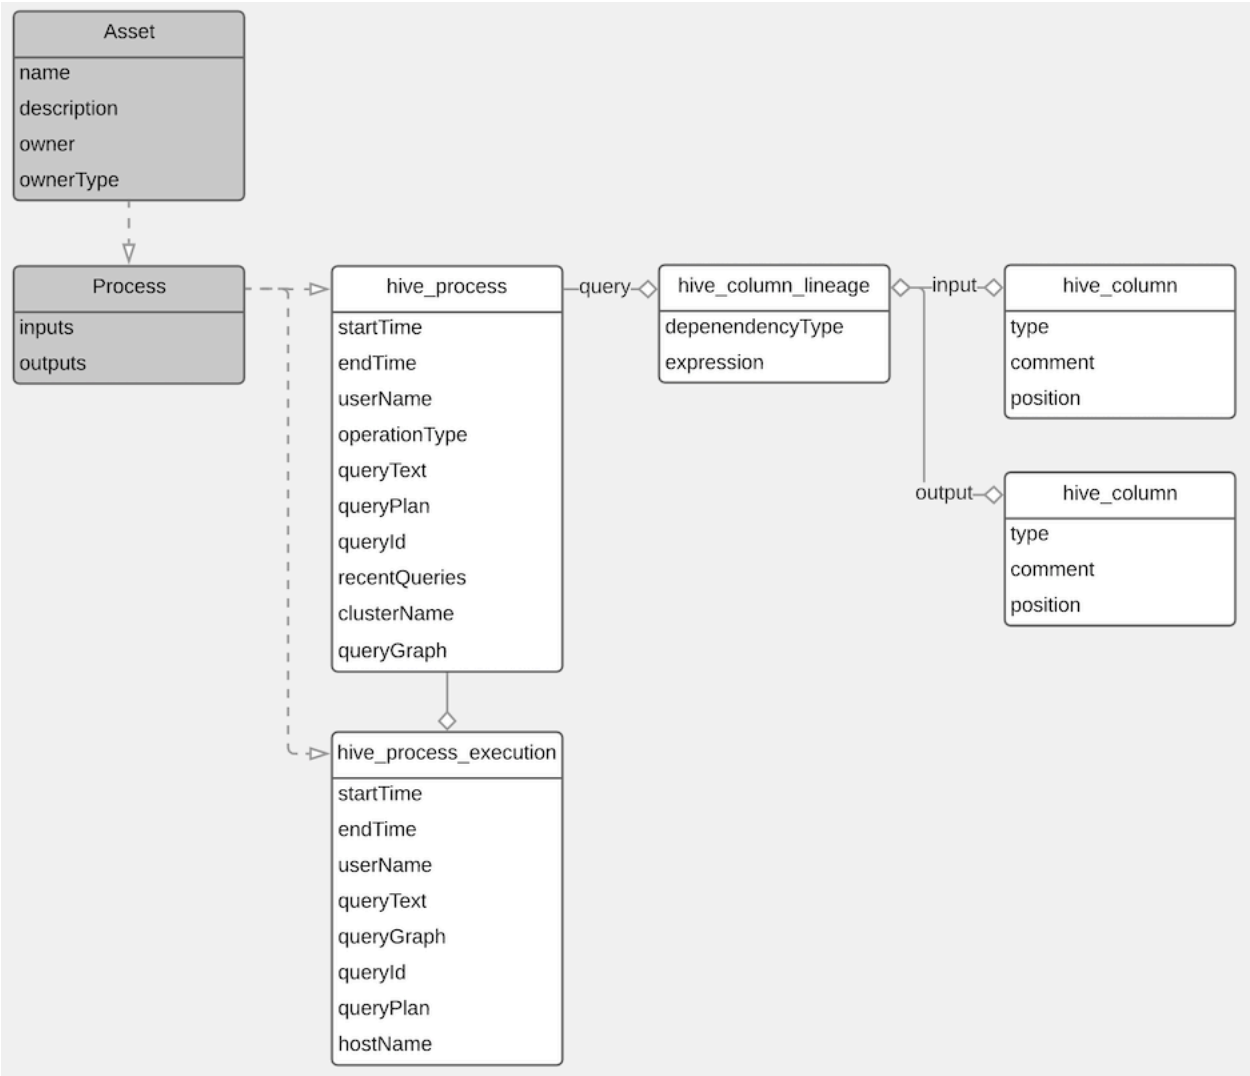 Asset
name
description
owner
ownerType
Process
inputs
outputs
hive_process
startTime
endTime
userName
operationType
queryText
queryPlan
queryId
recentQueries
clusterName
queryGraph
query
hive_column_lineage
depenendencyType
expression
input
hive_column
type
comment
position
output
hive_column
type
comment
position
hive_process_execution
startTime
endTime
userName
queryText
queryGraph
queryId
queryPlan
hostName